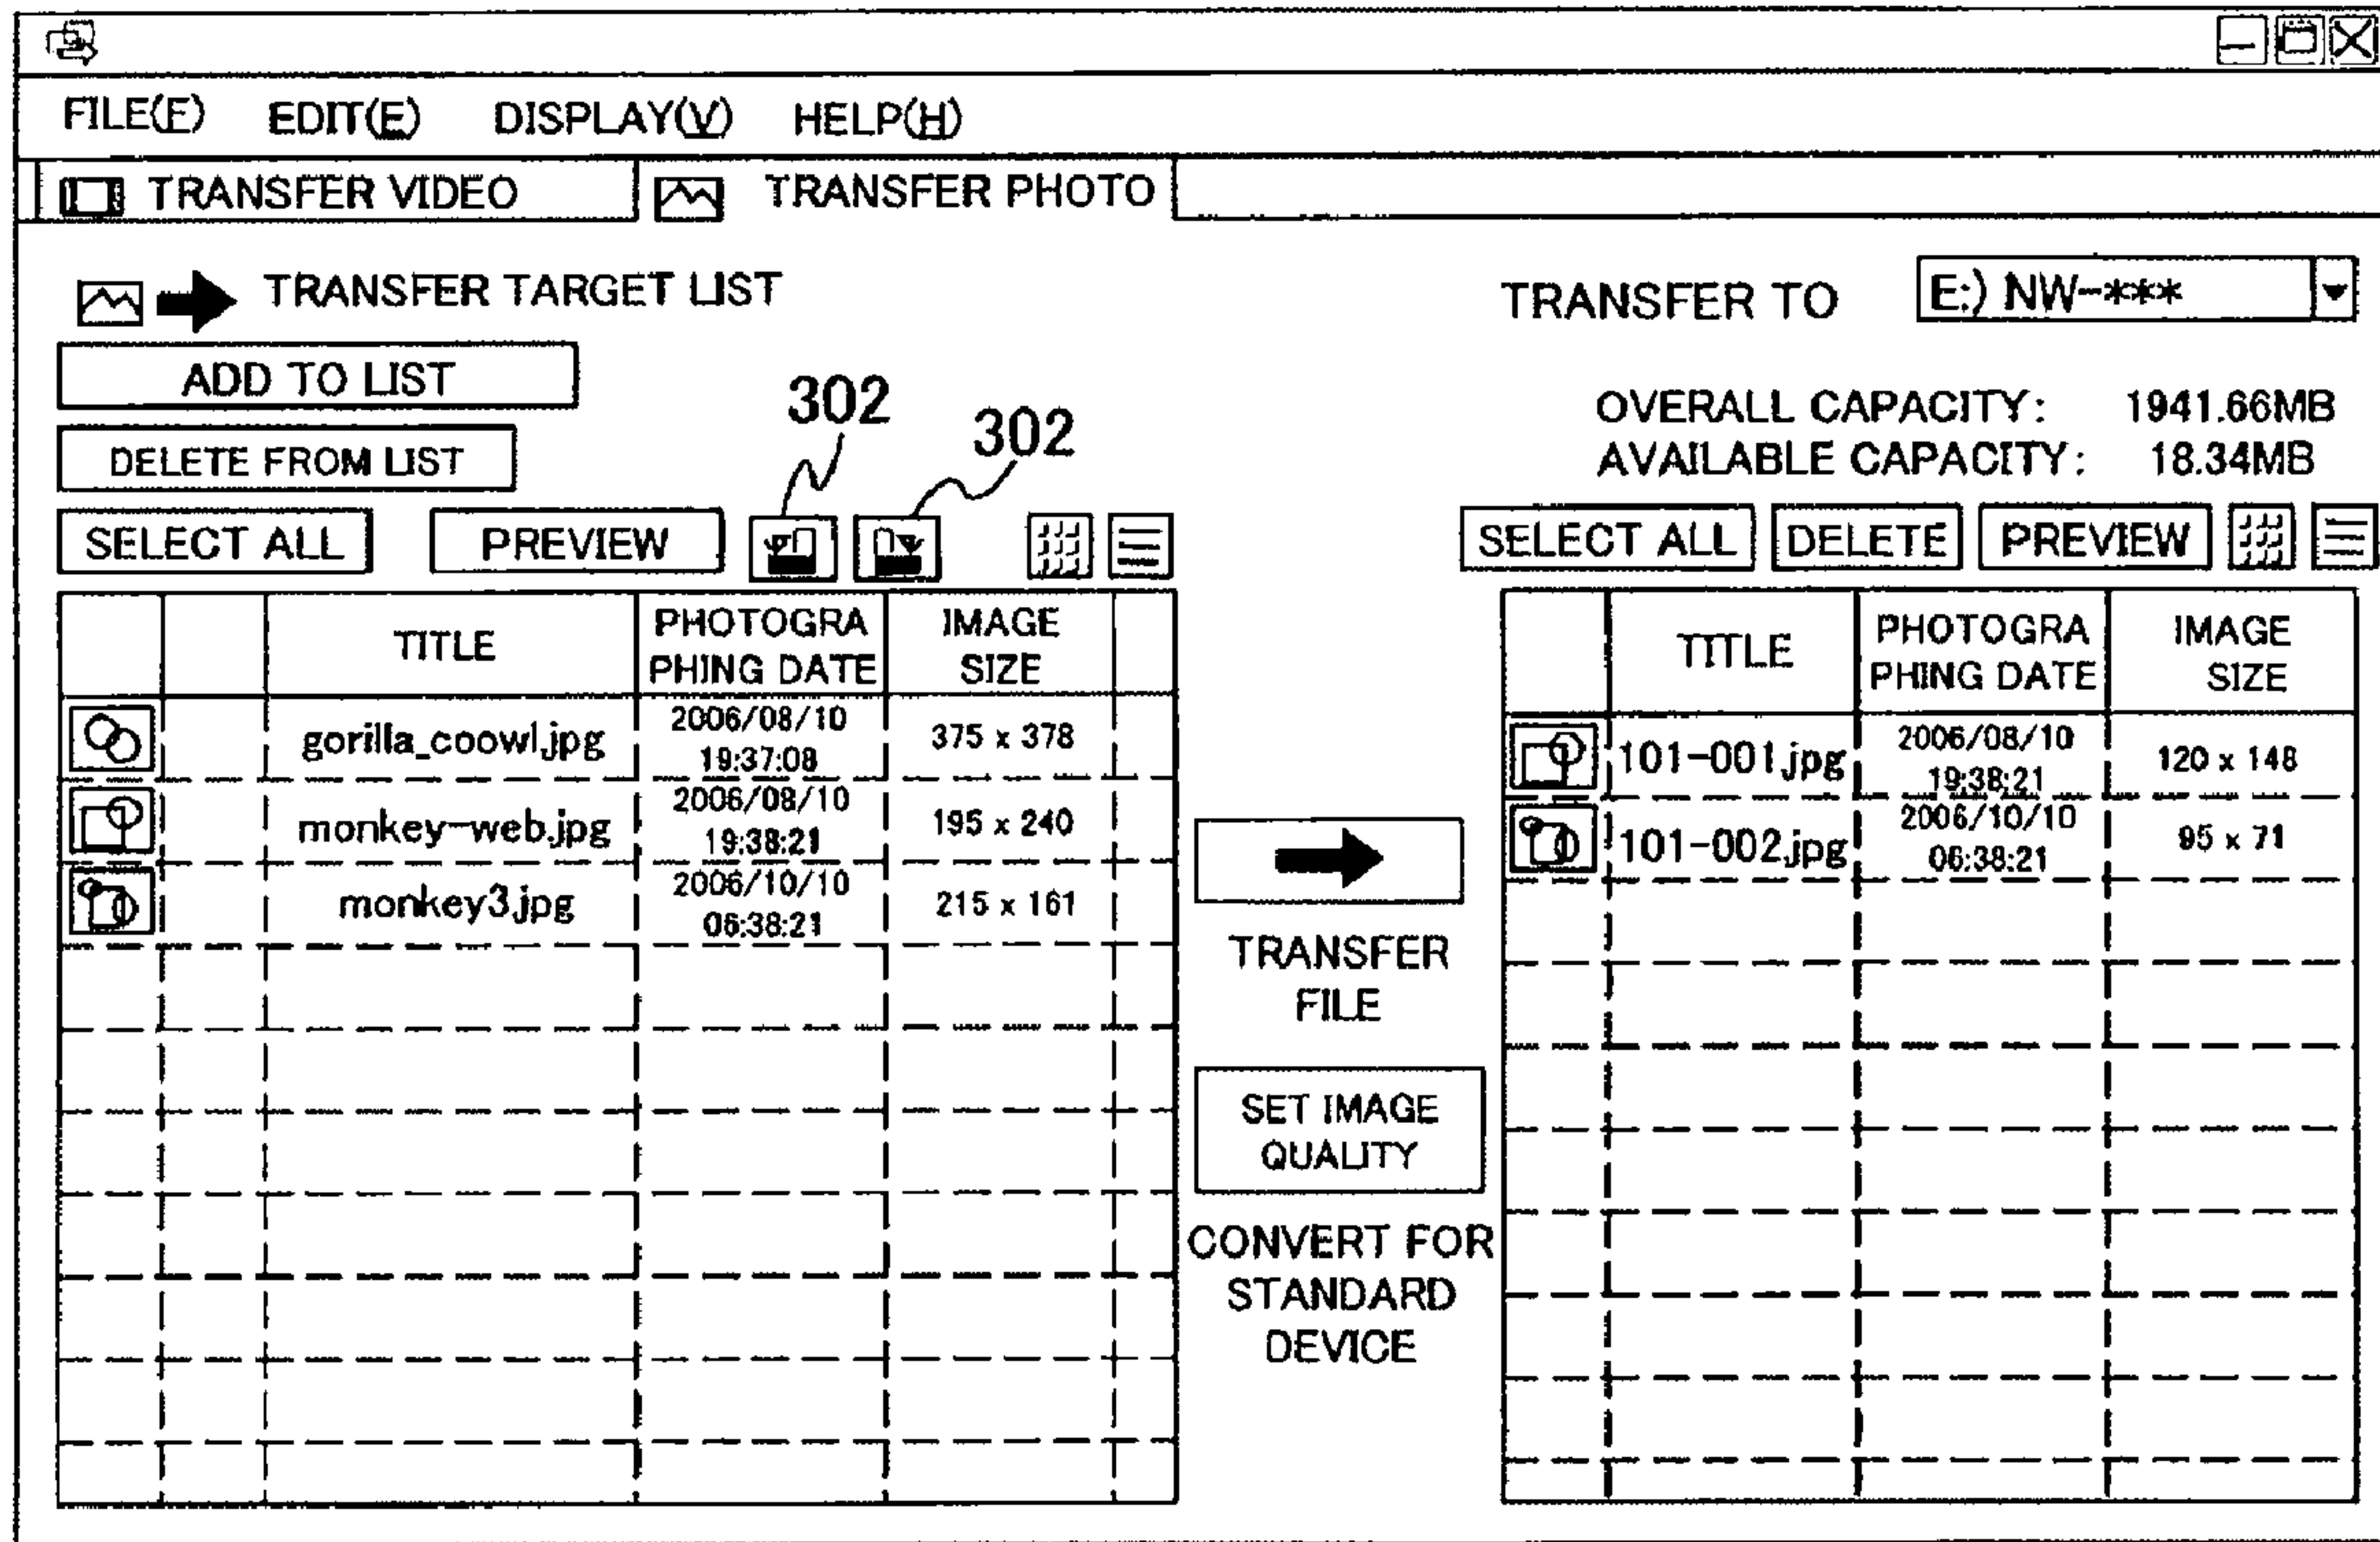 FILE(F) EDIT(E) DISPLAY(V) HELP(H)
TRANSFER VIDEO TRANSFER PHOTO
TRANSFER TARGET LIST
ADD TO LIST
DELETE FROM LIST
302
302
SELECT ALL PREVIEW
TITLE PHOTOGRA IMAGE
PHING DATE SIZE
gorilla_coowl.jpg 2006/08/10 375 x 378
19:37:08
monkey-web.jpg 2006/08/10 195 x 240
19:38:21
monkey3.jpg 2006/10/10 215 x 161
06:38:21
TRANSFER
FILE
SET IMAGE
QUALITY
CONVERT FOR
STANDARD
DEVICE
TRANSFER TO E:) NW-***
OVERALL CAPACITY: 1941.66MB
AVAILABLE CAPACITY: 18.34MB
SELECT ALL DELETE PREVIEW
TITLE PHOTOGRA IMAGE
PHING DATE SIZE
101-001.jpg 2006/08/10 120 x 148
19:38:21
101-002.jpg 2006/10/10 95 x 71
06:38:21